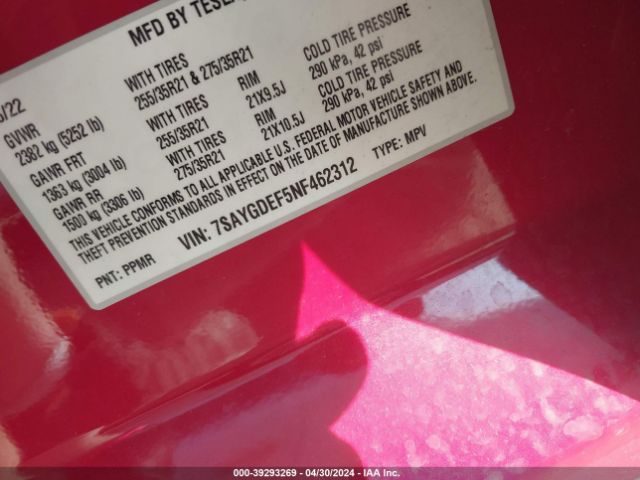 MFD BY TESLA
/22
GVWR
2382 kg (5252 lb)
WITH TIRES
255/35R21 & 275/35R21
COLD TIRE PRESSURE
290 kPa, 42 psi
GAWR FRT
1363 kg (3004 lb)
WITH TIRES
255/35R21
RIM
21X9.5J
COLD TIRE PRESSURE
290 kPa, 42 psi
GAWR RR
1500 kg (3306 lb)
WITH TIRES
275/35R21
RIM
21X10.5J
THIS VEHICLE CONFORMS TO ALL APPLICABLE U.S. FEDERAL MOTOR VEHICLE SAFETY AND
THEFT PREVENTION STANDARDS IN EFFECT ON THE DATE OF MANUFACTURE SHOWN ABOVE.
VIN: 7SAYGDEF5NF462312
TYPE: MPV
PNT: PPMR
000-39293269 - 04/30/2024 - IAA Inc.